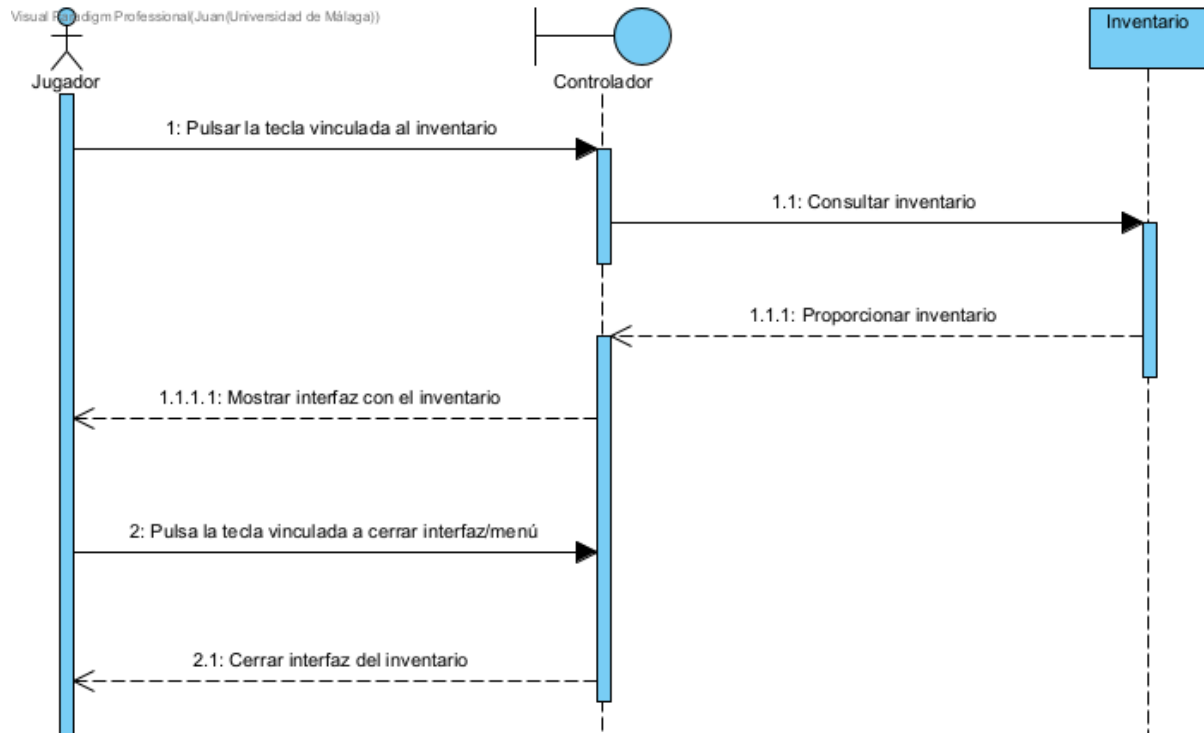 Visual Paradigm Professional(Juan(Universidad de Málaga))
Jugador
Controlador
Inventario
1: Pulsar la tecla vinculada al inventario
1.1: Consultar inventario
1.1.1: Proporcionar inventario
1.1.1.1: Mostrar interfaz con el inventario
2: Pulsa la tecla vinculada a cerrar interfaz/menú
2.1: Cerrar interfaz del inventario